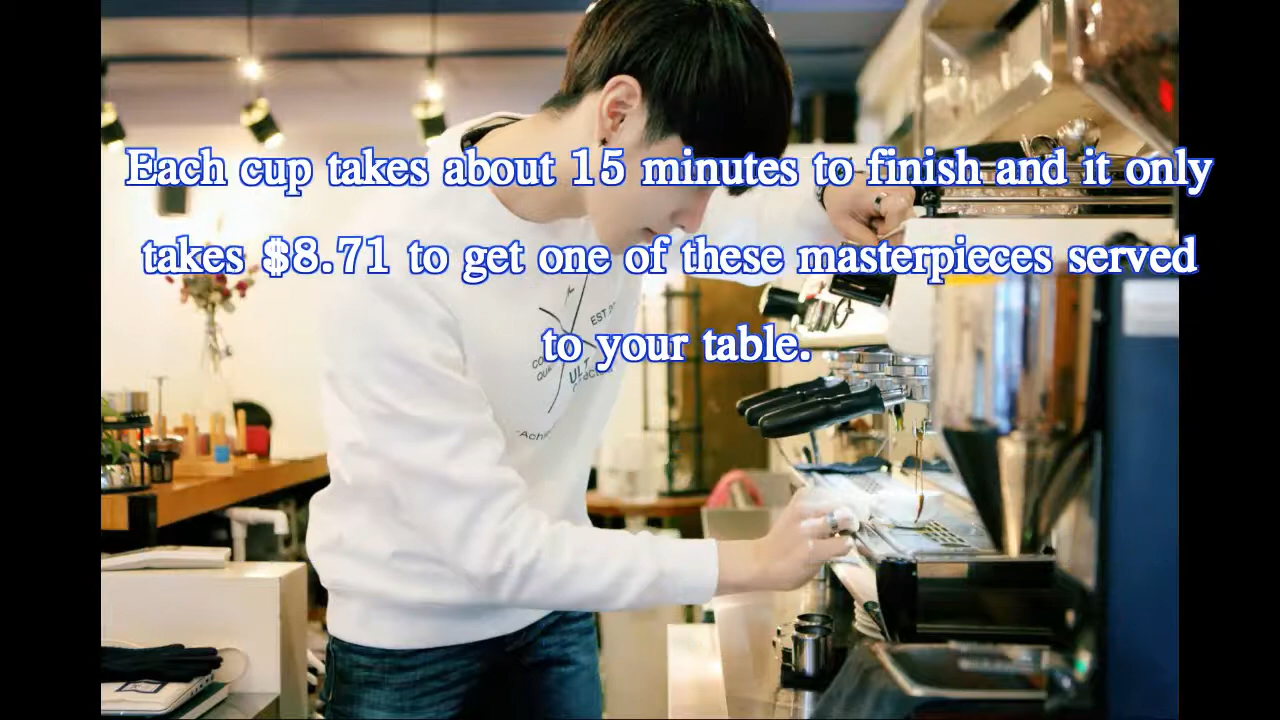 Each cup takes about 15 minutes to finish and it only
takes $8.71 to get one of these masterpieces served
to your table.
EST